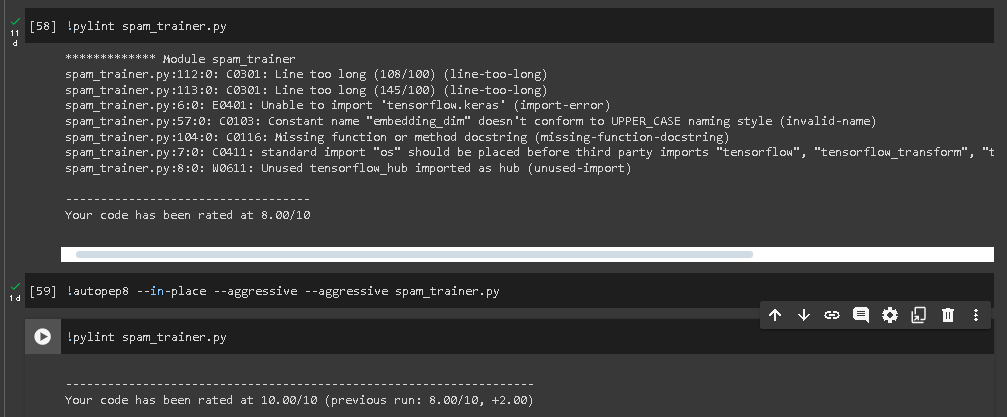 [58] !pylint spam_trainer.py
11
d
************* Module spam_trainer
spam_trainer.py:112:0: C0301: Line too long (108/100) (line-too-long)
spam_trainer.py:113:0: C0301: Line too long (145/100) (line-too-long)
spam_trainer.py:6:0: E0401: Unable to import 'tensorflow.keras' (import-error)
spam_trainer.py:57:0: C0103: Constant name "embedding_dim" doesn't conform to UPPER_CASE naming style (invalid-name)
spam_trainer.py:104:0: C0116: Missing function or method docstring (missing-function-docstring)
spam_trainer.py:7:0: C0411: standard import "os" should be placed before third party imports "tensorflow", "tensorflow_transform", "t
spam_trainer.py:8:0: W0611: Unused tensorflow_hub imported as hub (unused-import)
-----------------------------------
Your code has been rated at 8.00/10
[59] !autopep8 --in-place --aggressive --aggressive spam_trainer.py
1 d
!pylint spam_trainer.py
-------------------------------------------------------------------
Your code has been rated at 10.00/10 (previous run: 8.00/10, +2.00)